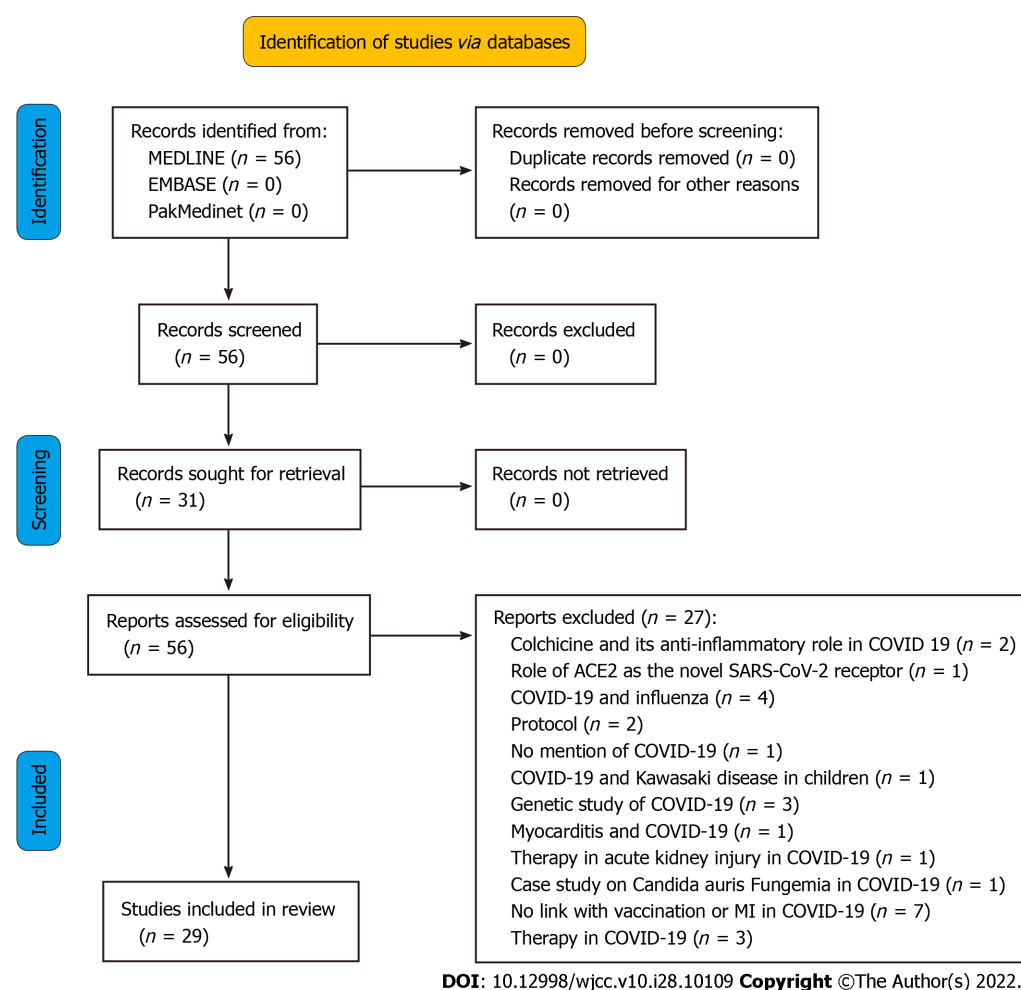 Identification of studies via databases
Identification
Records identified from:
MEDLINE (n = 56)
EMBASE (n = 0)
PakMedinet (n = 0)
Records removed before screening:
Duplicate records removed (n = 0)
Records removed for other reasons
(n = 0)
Records screened
(n = 56)
Records excluded
(n = 0)
Screening
Records sought for retrieval
(n = 31)
Records not retrieved
(n = 0)
Reports assessed for eligibility
(n = 56)
Reports excluded (n = 27):
Colchicine and its anti-inflammatory role in COVID 19 (n = 2)
Role of ACE2 as the novel SARS-CoV-2 receptor (n = 1)
COVID-19 and influenza (n = 4)
Protocol (n = 2)
No mention of COVID-19 (n = 1)
COVID-19 and Kawasaki disease in children (n = 1)
Genetic study of COVID-19 (n = 3)
Myocarditis and COVID-19 (n = 1)
Therapy in acute kidney injury in COVID-19 (n = 1)
Case study on Candida auris Fungemia in COVID-19 (n = 1)
No link with vaccination or MI in COVID-19 (n = 7)
Therapy in COVID-19 (n = 3)
Included
Studies included in review
(n = 29)
DOI: 10.12998/wjcc.v10.i28.10109 Copyright ©The Author(s) 2022.